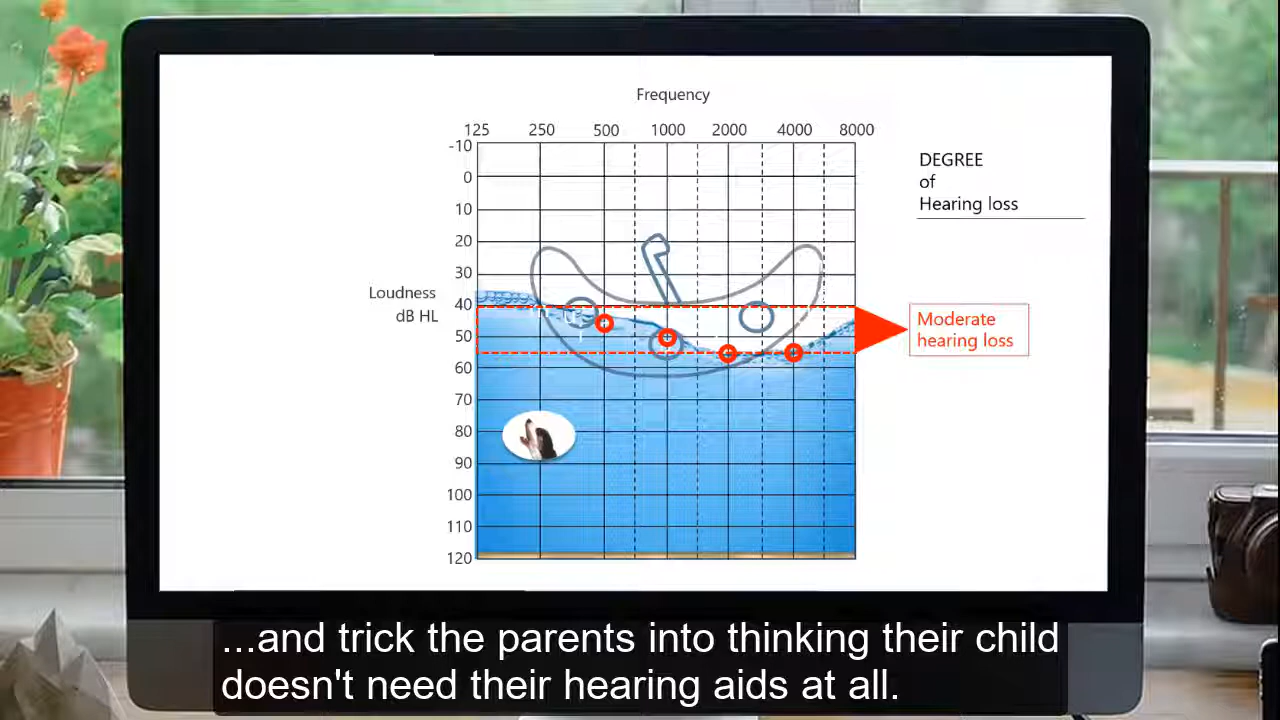 Frequency
125 250 500 1000 2000 4000 8000
-10
0
10
20
30
40
50
60
70
80
90
100
110
120
Loudness
dB HL
DEGREE
of
Hearing loss
Moderate
hearing loss
...and trick the parents into thinking their child
doesn't need their hearing aids at all.